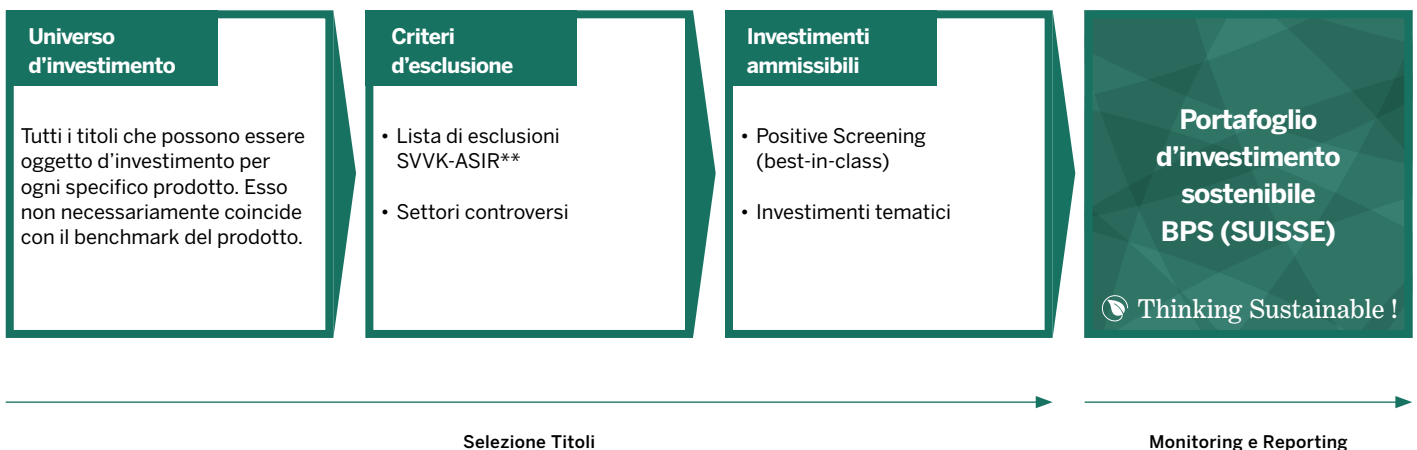 Universo
d’investimento
Tutti i titoli che possono essere
oggetto d’investimento per
ogni specifico prodotto. Esso
non necessariamente coincide
con il benchmark del prodotto.
Criteri
d’esclusione
• Lista di esclusioni
SVVK-ASIR**
• Settori controversi
Investimenti
ammissibili
• Positive Screening
(best-in-class)
• Investimenti tematici
Portafoglio
d’investimento
sostenibile
BPS (SUISSE)
Thinking Sustainable !
Selezione Titoli
Monitoring e Reporting